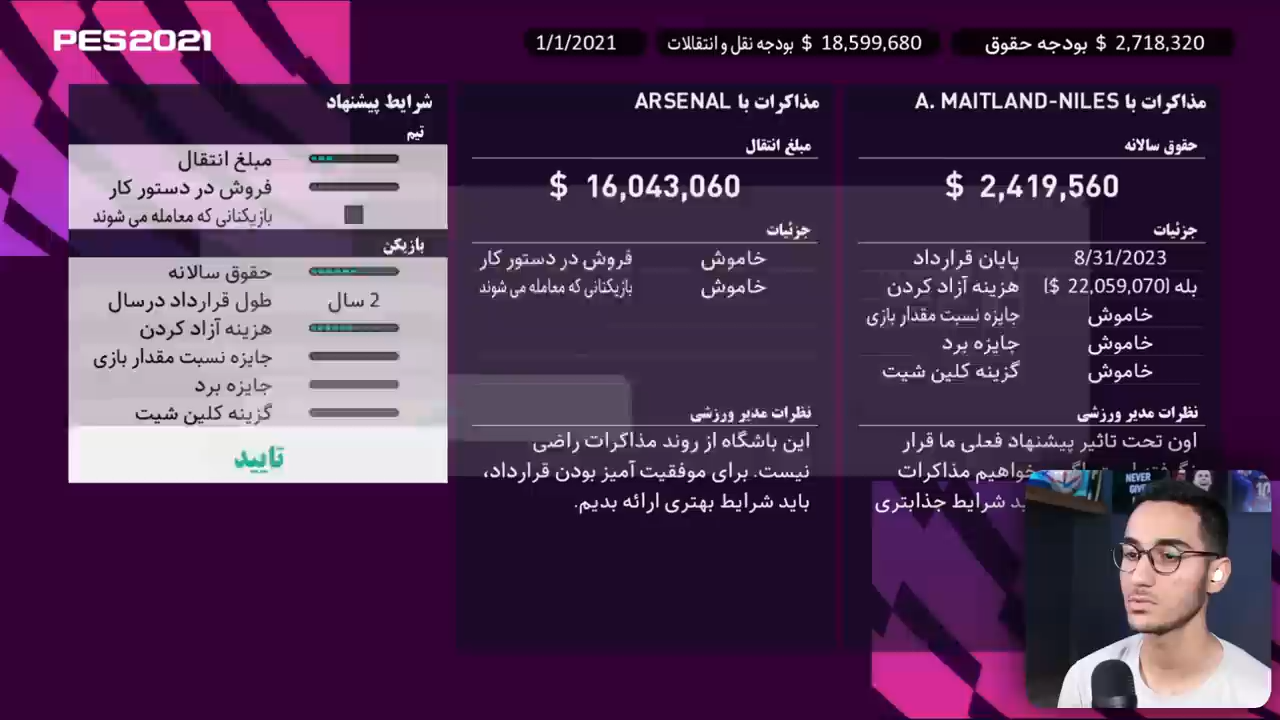 PES2021
1/1/2021
18,599,680 $ بودجه نقل و انتقالات
2,718,320 $ بودجه حقوق
شرایط پیشنهاد
تیم
مبلغ انتقال
فروش در دستور کار
بازیکنانی که معامله می شوند
بازیکن
حقوق سالانه
طول قرارداد درسال 2 سال
هزینه آزاد کردن
جایزه نسبت مقدار بازی
جایزه برد
گزینه کلین شیت
تایید
مذاکرات با ARSENAL
مبلغ انتقال
$ 16,043,060
جزئیات
فروش در دستور کار خاموش
بازیکنانی که معامله می شوند خاموش
نظرات مدیر ورزشی
این باشگاه از روند مذاکرات راضی
نیست. برای موفقیت آمیز بودن قرارداد،
باید شرایط بهتری ارائه بدیم.
مذاکرات با A. MAITLAND-NILES
حقوق سالانه
$ 2,419,560
جزئیات
پایان قرارداد 8/31/2023
هزینه آزاد کردن بله ($ 22,059,070)
جایزه نسبت مقدار بازی خاموش
جایزه برد خاموش
گزینه کلین شیت خاموش
نظرات مدیر ورزشی
اون تحت تاثیر پیشنهاد فعلی ما قرار
خواهیم مذاکرات
شرایط جذابتری
NEVER
GIVE
10